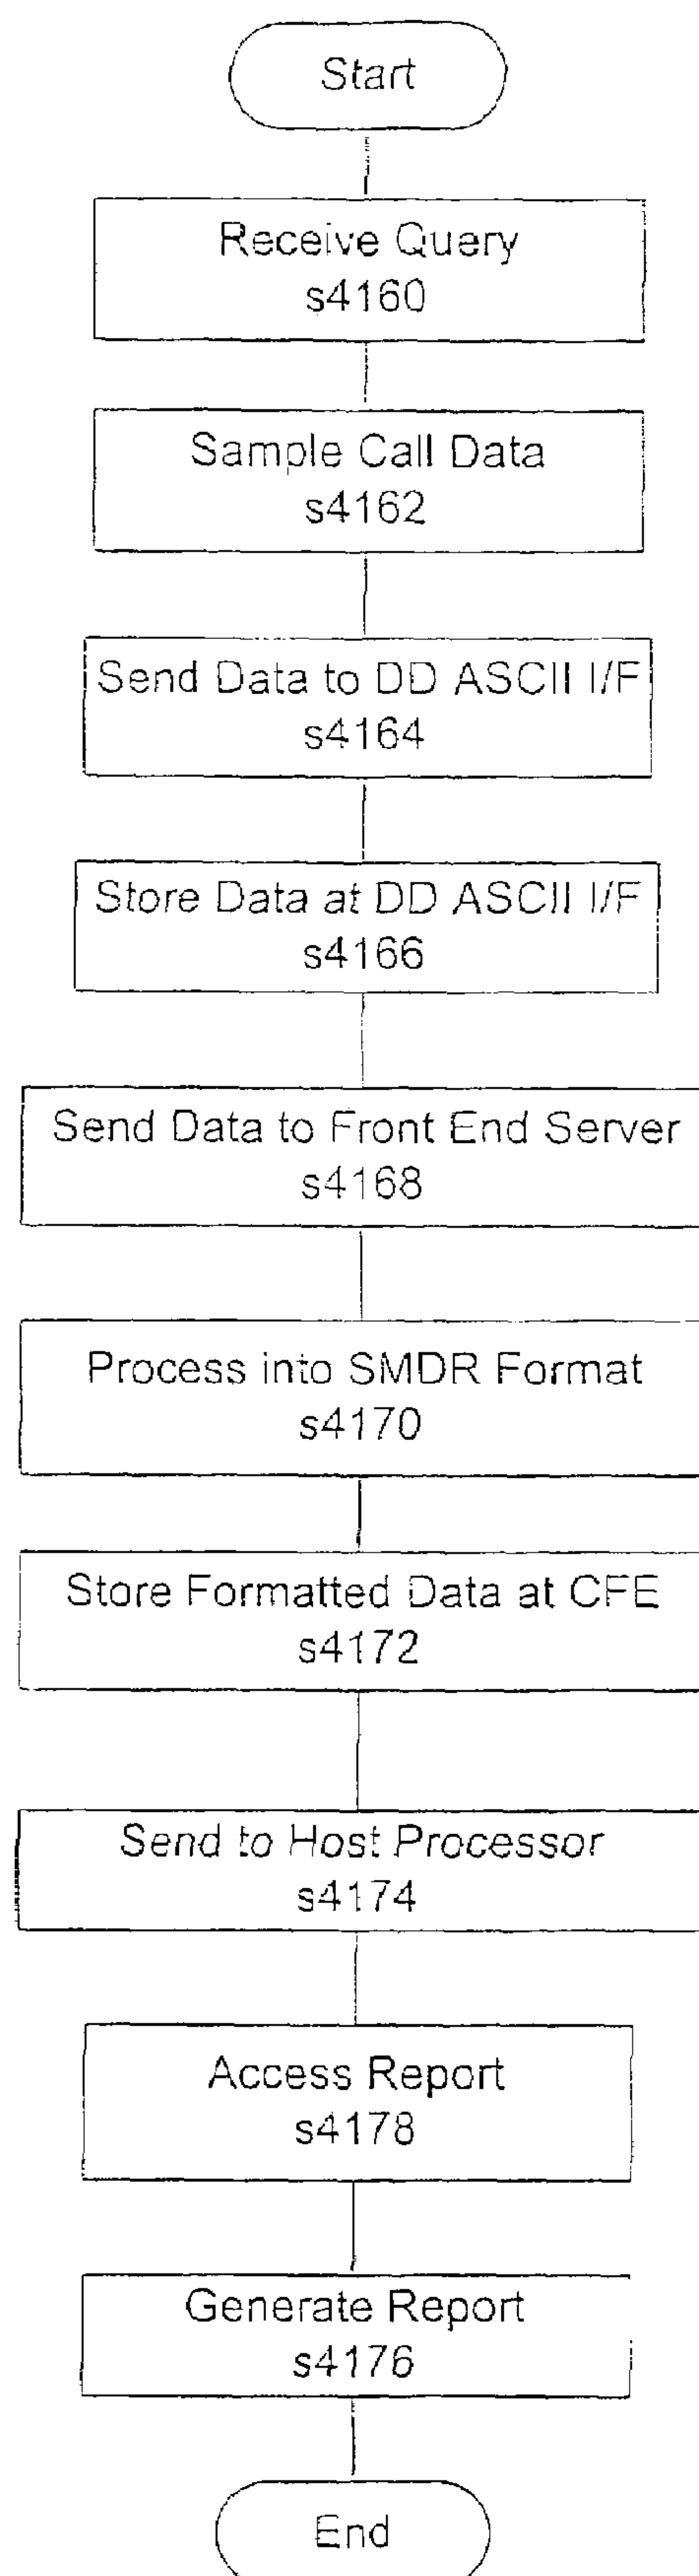 Start
Receive Query
s4160
Sample Call Data
s4162
Send Data to DD ASCII I/F
s4164
Store Data at DD ASCII I/F
s4166
Send Data to Front End Server
s4168
Process into SMDR Format
s4170
Store Formatted Data at CFE
s4172
Send to Host Processor
s4174
Access Report
s4178
Generate Report
s4176
End